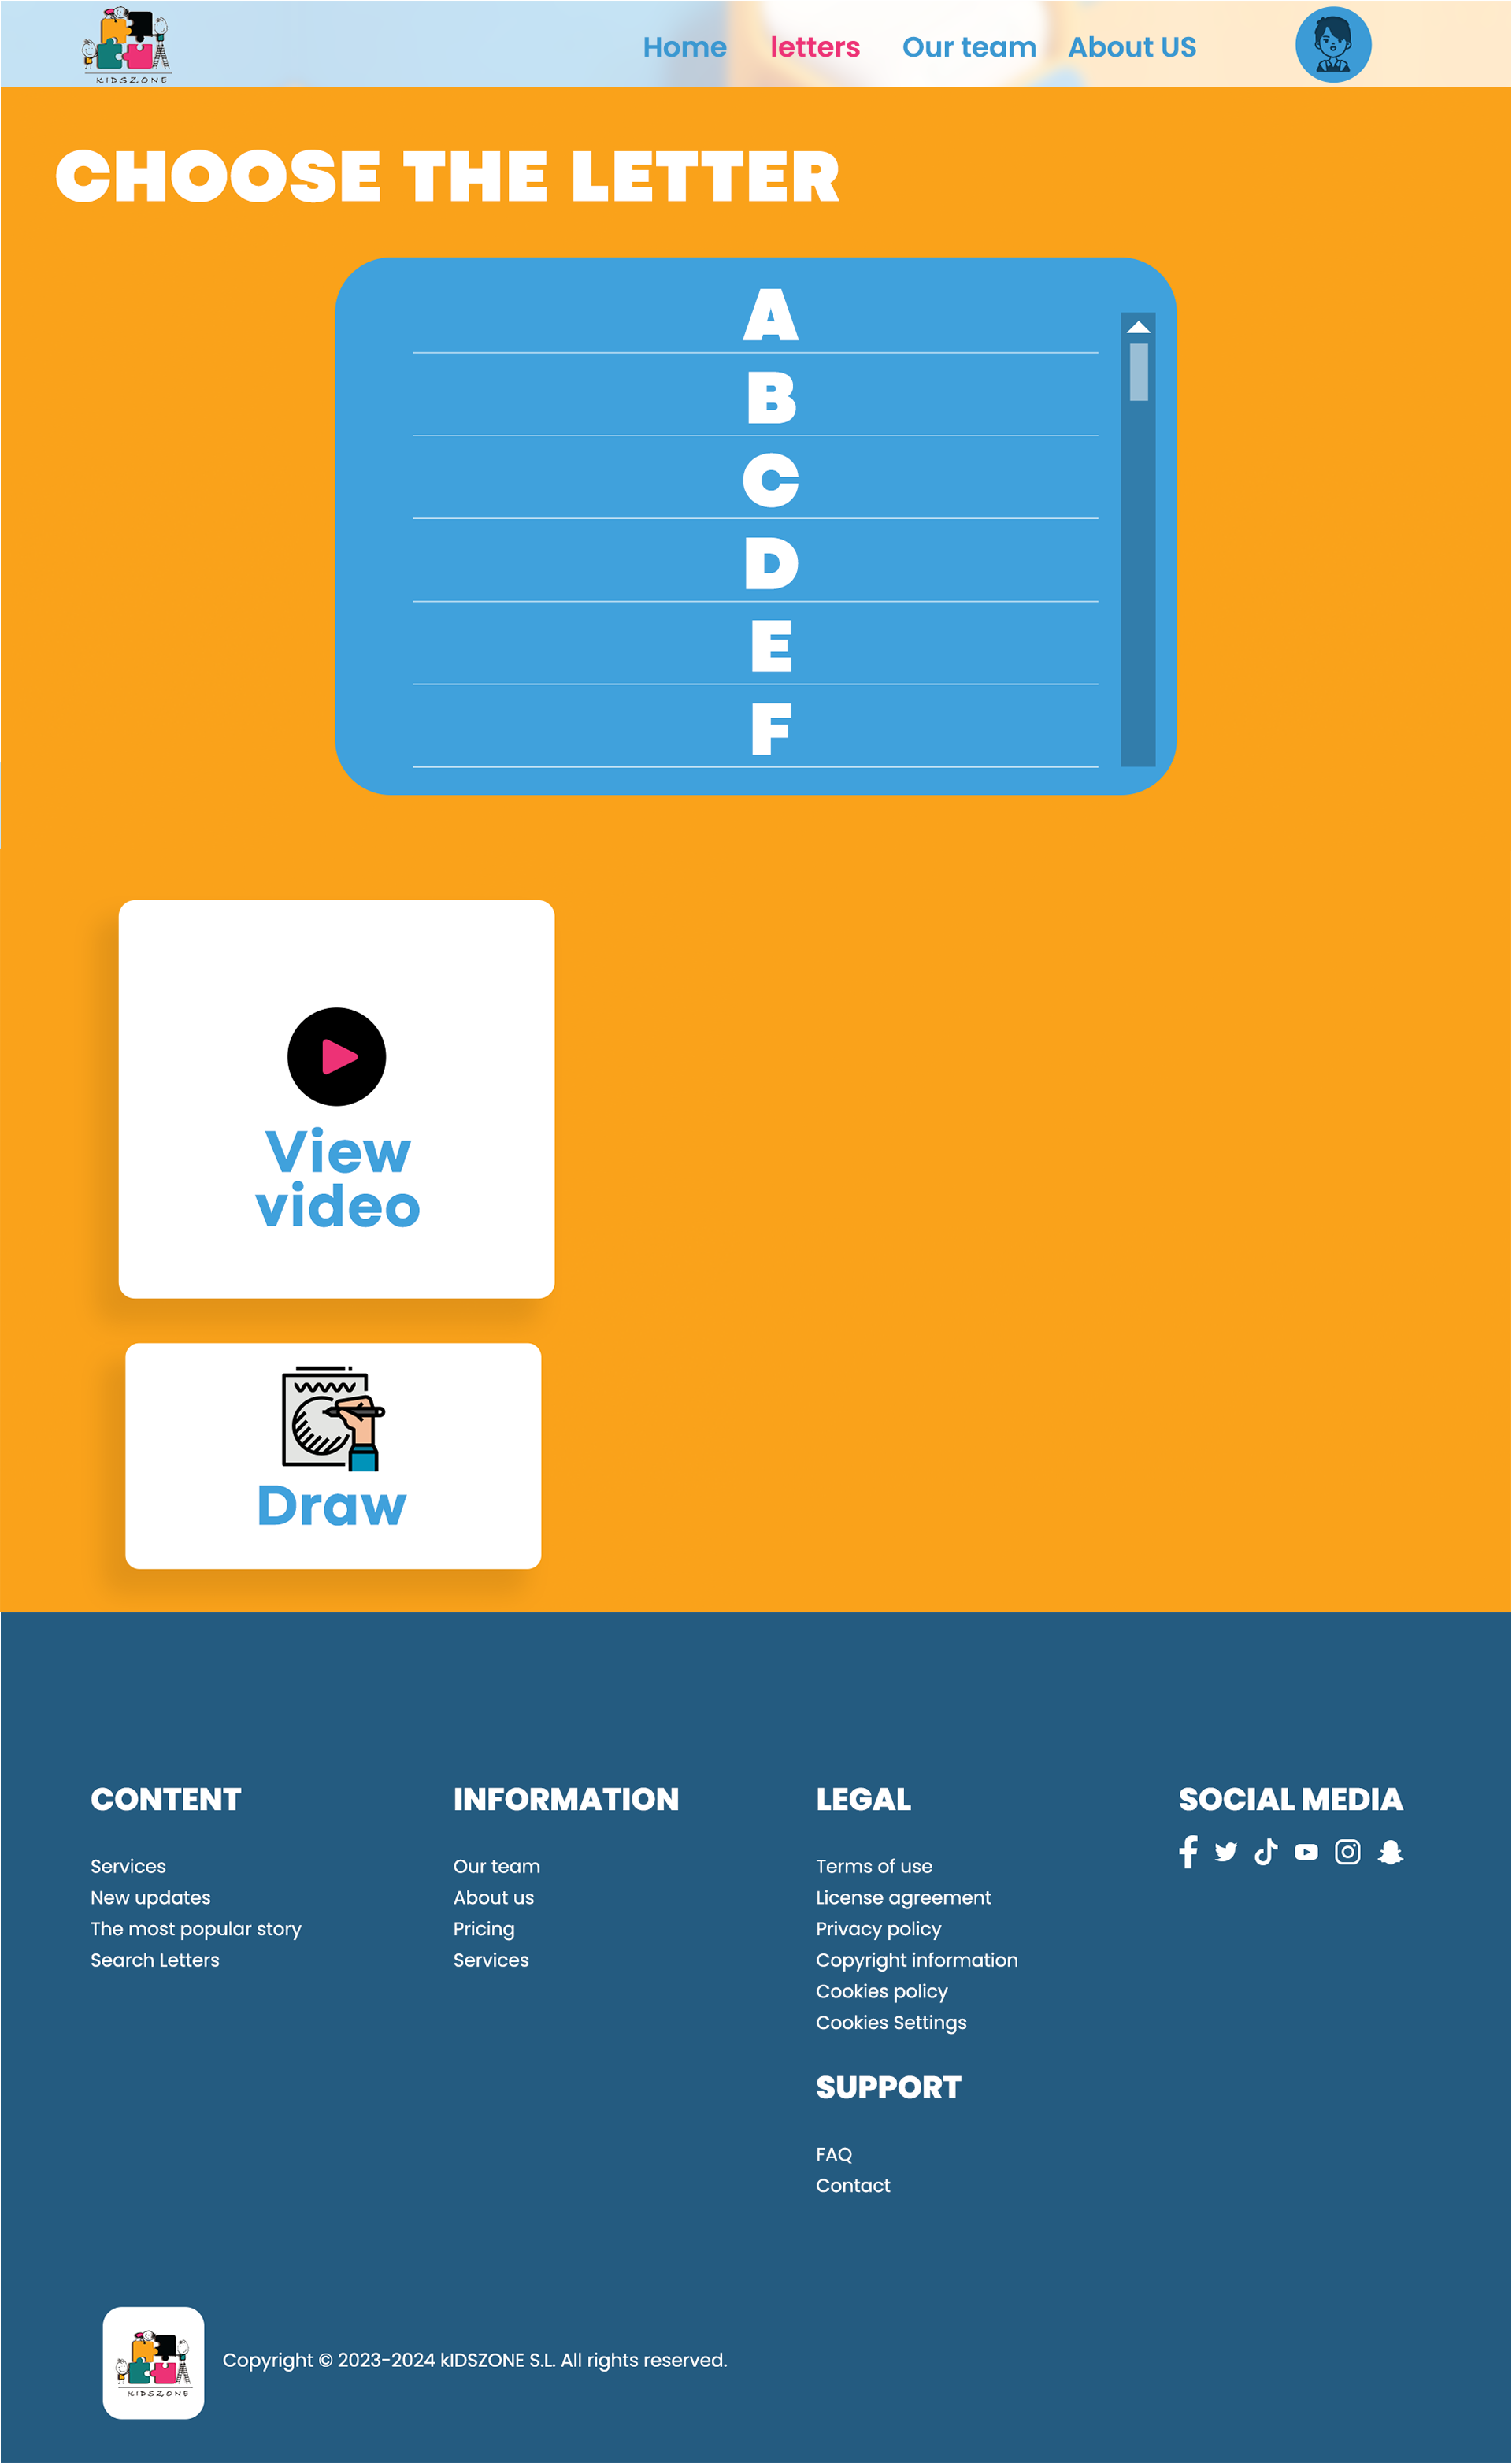 KIDSZONE
Home letters Our team About US
CHOOSE THE LETTER
A
B
C
D
E
F
View
video
Draw
CONTENT
Services
New updates
The most popular story
Search Letters
INFORMATION
Our team
About us
Pricing
Services
LEGAL
Terms of use
License agreement
Privacy policy
Copyright information
Cookies policy
Cookies Settings
SUPPORT
FAQ
Contact
SOCIAL MEDIA
KIDSZONE
Copyright © 2023-2024 kIDSZONE S.L. All rights reserved.